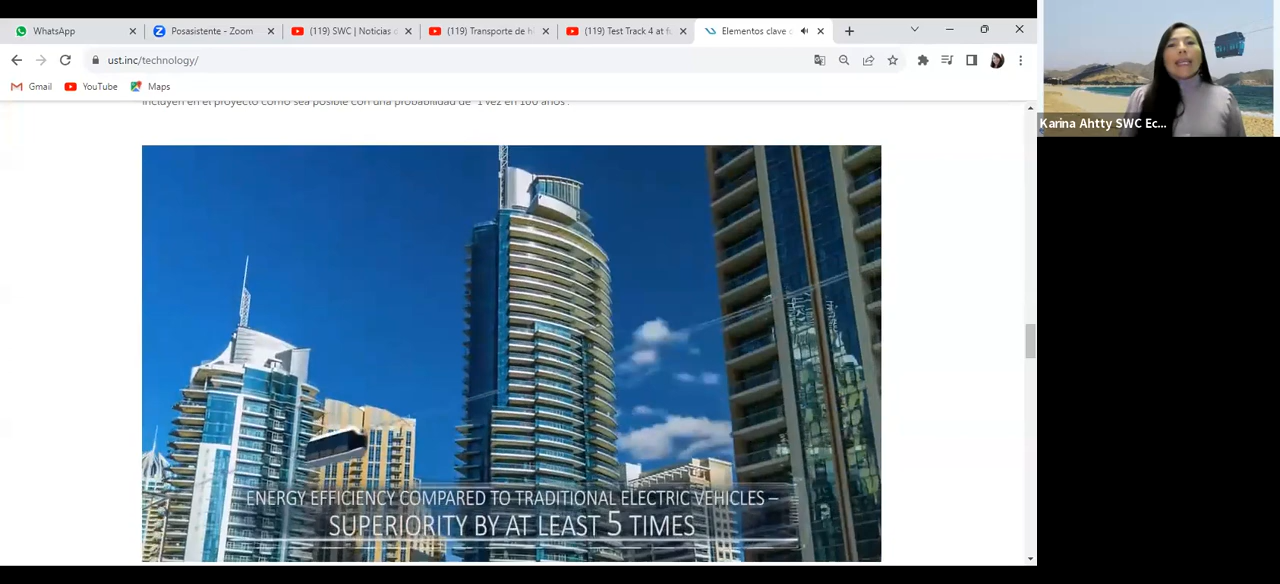 WhatsApp
Posasistente - Zoom
(119) SWC | Noticias d
(119) Transporte de hi
(119) Test Track 4 at fu
Elementos clave d
ust.inc/technology/
Gmail
YouTube
Maps
incluyen en el proyecto como sea posible con una probabilidad de "1 vez en 100 años".
ENERGY EFFICIENCY COMPARED TO TRADITIONAL ELECTRIC VEHICLES –
SUPERIORITY BY AT LEAST 5 TIMES
Karina Ahtty SWC Ec...